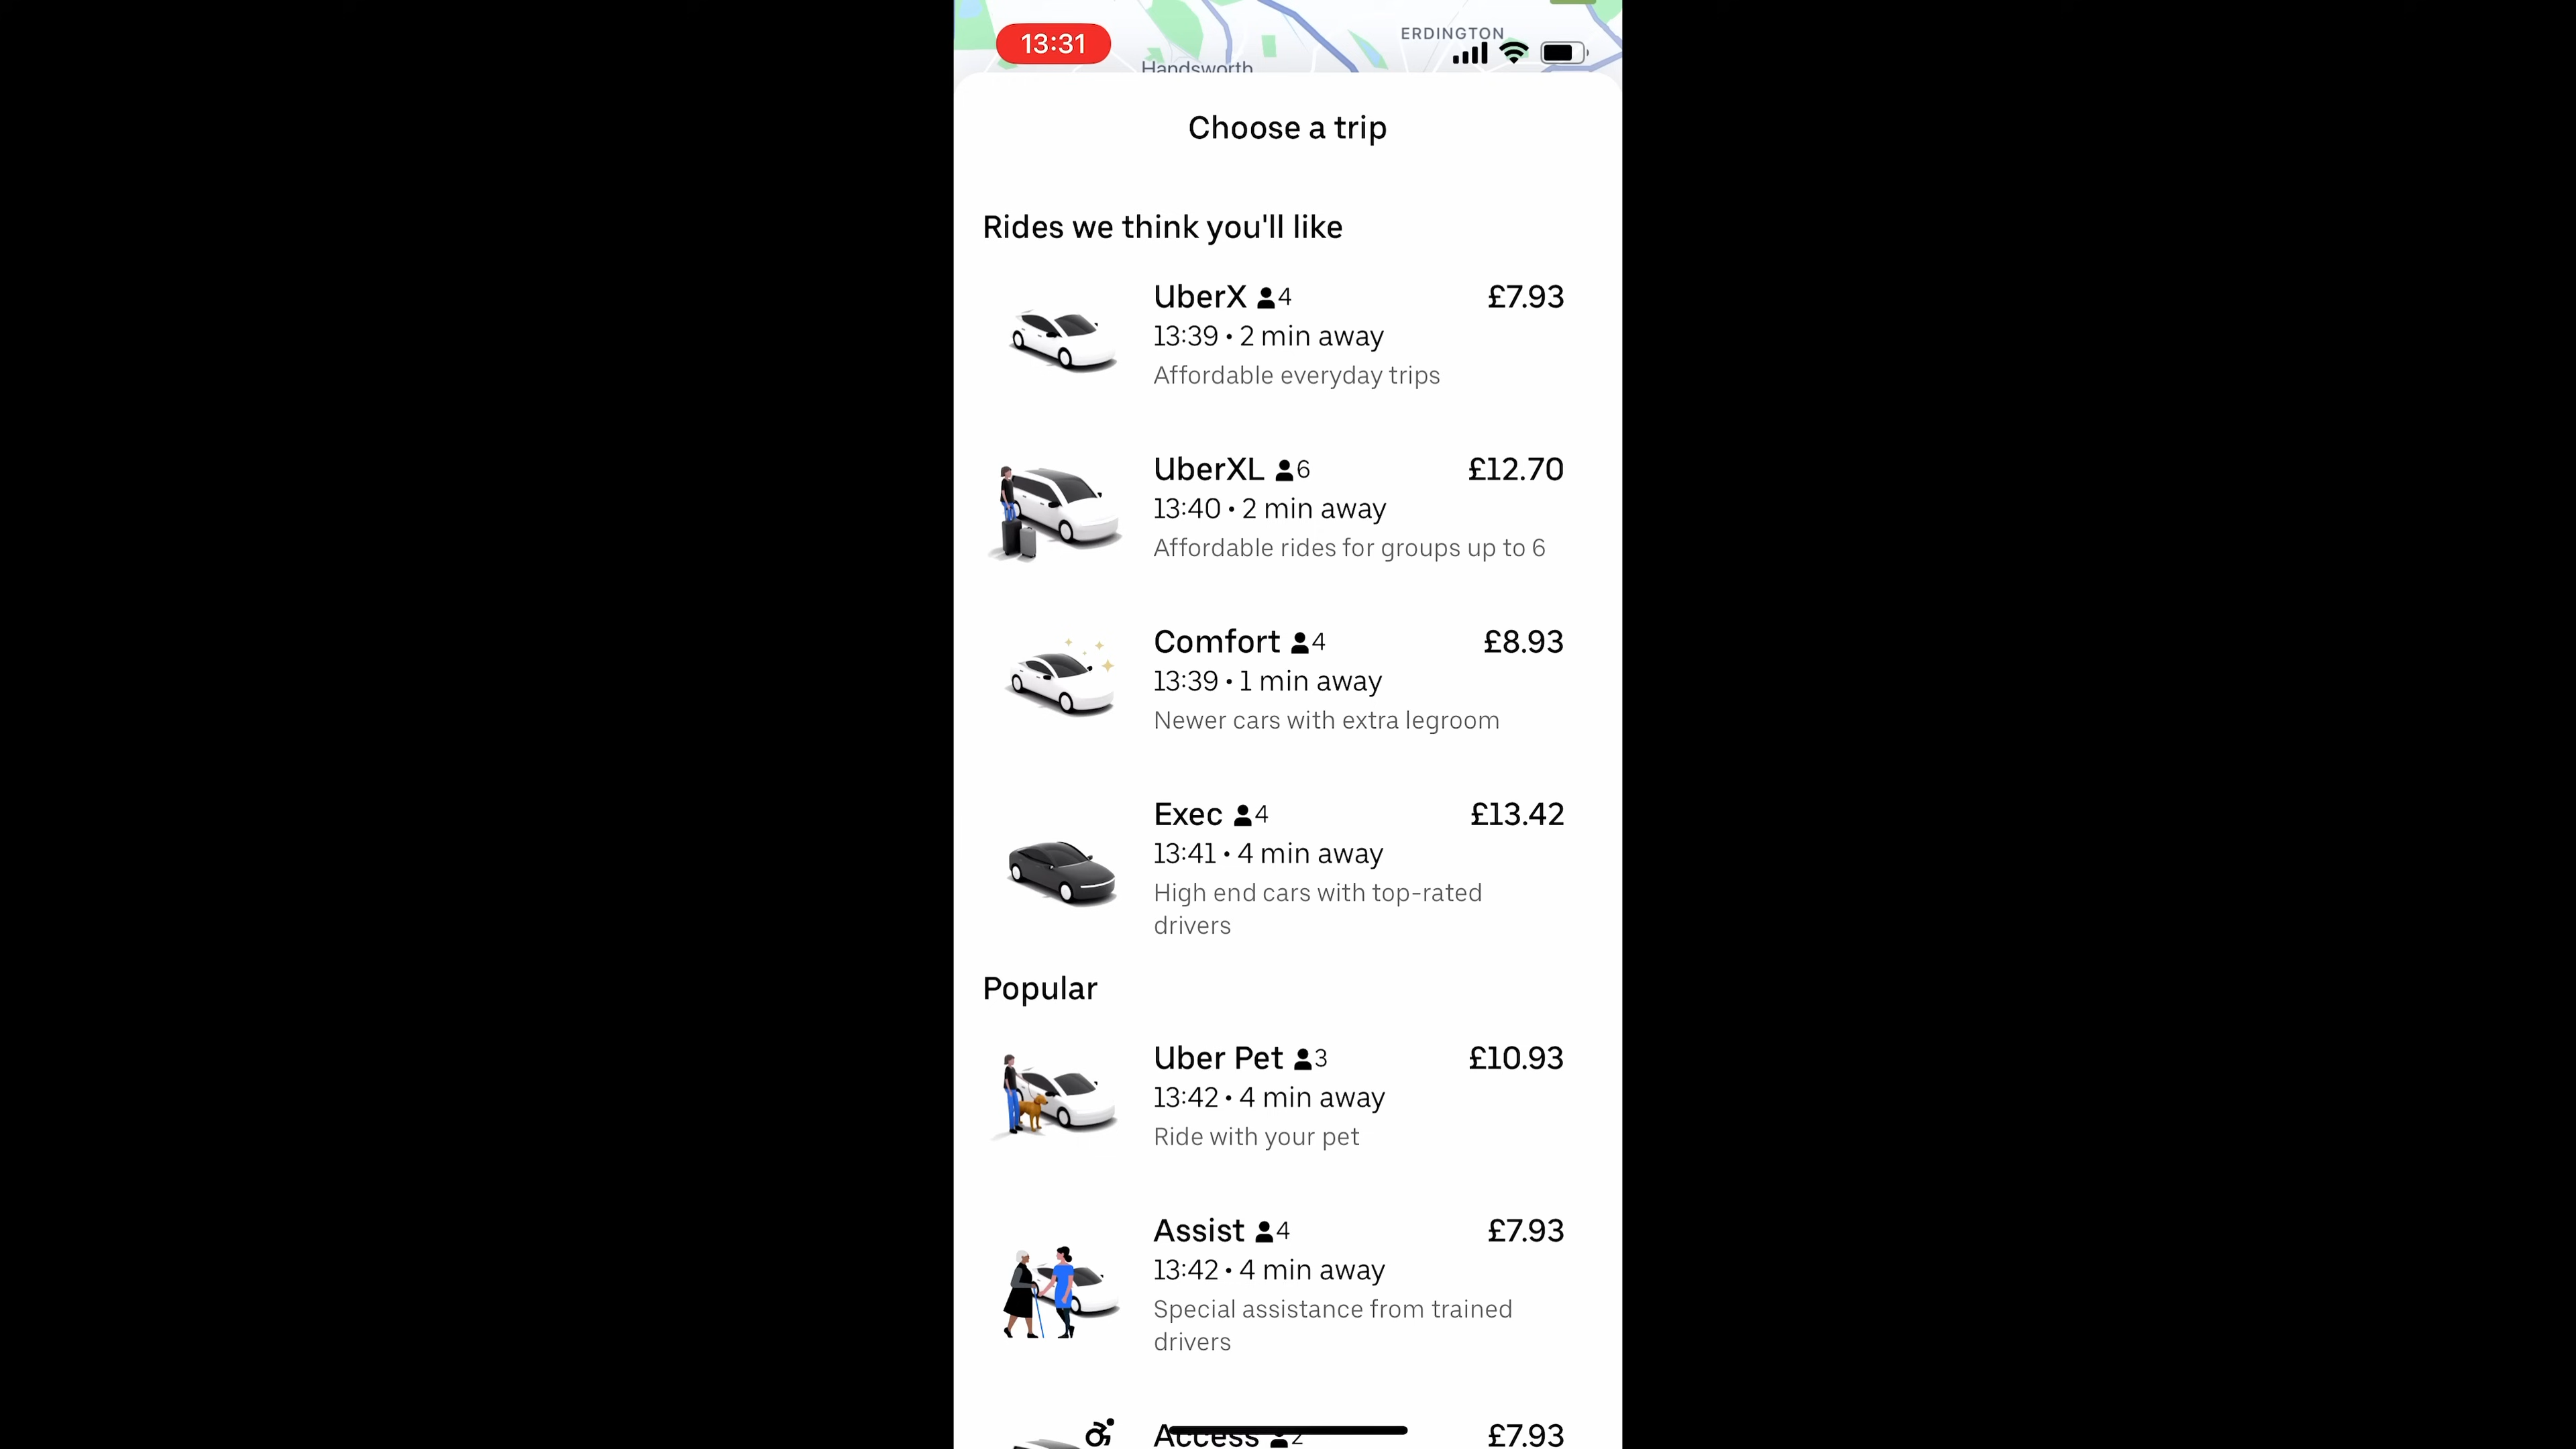 ERDINGTON
13:31
Handsworth
Choose a trip
Rides we think you'll like
UberX 4 £7.93
13:39 • 2 min away
Affordable everyday trips
UberXL 6 £12.70
13:40 • 2 min away
Affordable rides for groups up to 6
Comfort 4 £8.93
13:39 • 1 min away
Newer cars with extra legroom
Exec 4 £13.42
13:41 • 4 min away
High end cars with top-rated
drivers
Popular
Uber Pet 3 £10.93
13:42 • 4 min away
Ride with your pet
Assist 4 £7.93
13:42 • 4 min away
Special assistance from trained
drivers
Access 2 £7.93